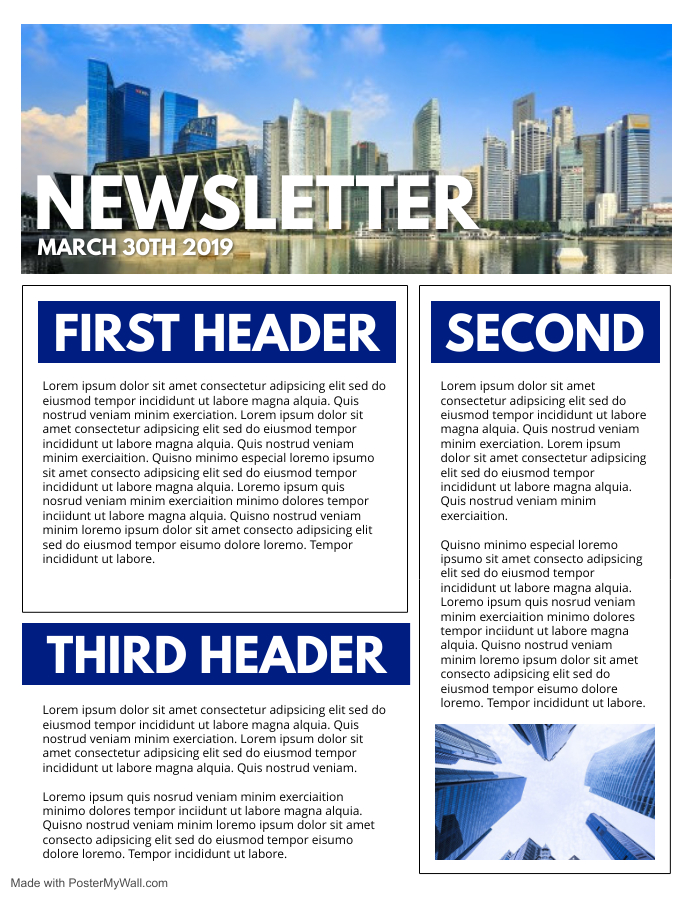 NEWSLETTER
MARCH 30TH 2019
FIRST HEADER
Lorem ipsum dolor sit amet consectetur adipsicing elit sed do
eiusmod tempor incididunt ut labore magna alquia. Quis
nostrud veniam minim exerciation. Lorem ipsum dolor sit
amet consectetur adipsicing elit sed do eiusmod tempor
incididunt ut labore magna alquia. Quis nostrud veniam
minim exerciaition. Quisno minimo especial loremo ipsumo
sit amet consecto adipsicing elit sed do eiusmod tempor
incididunt ut labore magna alquia. Loremo ipsum quis
nosrud veniam minim exerciaition minimo dolores tempor
inciidunt ut labore magna alquia. Quisno nostrud veniam
minim loremo ipsum dolor sit amet consecto adipsicing elit
sed do eiusmod tempor eisumo dolore loremo. Tempor
incididunt ut labore.
THIRD HEADER
Lorem ipsum dolor sit amet consectetur adipsicing elit sed do
eiusmod tempor incididunt ut labore magna alquia. Quis
nostrud veniam minim exerciation. Lorem ipsum dolor sit
amet consectetur adipsicing elit sed do eiusmod tempor
incididunt ut labore magna alquia. Quis nostrud veniam.
Loremo ipsum quis nosrud veniam minim exerciaition
minimo dolores tempor inciidunt ut labore magna alquia.
Quisno nostrud veniam minim loremo ipsum dolor sit amet
consecto adipsicing elit sed do eiusmod tempor eisumo
dolore loremo. Tempor incididunt ut labore.
SECOND
Lorem ipsum dolor sit amet
consectetur adipsicing elit sed do
eiusmod tempor incididunt ut labore
magna alquia. Quis nostrud veniam
minim exerciation. Lorem ipsum
dolor sit amet consectetur adipsicing
elit sed do eiusmod tempor
incididunt ut labore magna alquia.
Quis nostrud veniam minim
exerciaition.
Quisno minimo especial loremo
ipsumo sit amet consecto adipsicing
elit sed do eiusmod tempor
incididunt ut labore magna alquia.
Loremo ipsum quis nosrud veniam
minim exerciaition minimo dolores
tempor inciidunt ut labore magna
alquia. Quisno nostrud veniam
minim loremo ipsum dolor sit amet
consecto adipsicing elit sed do
eiusmod tempor eisumo dolore
loremo. Tempor incididunt ut labore.
Made with PosterMyWall.com